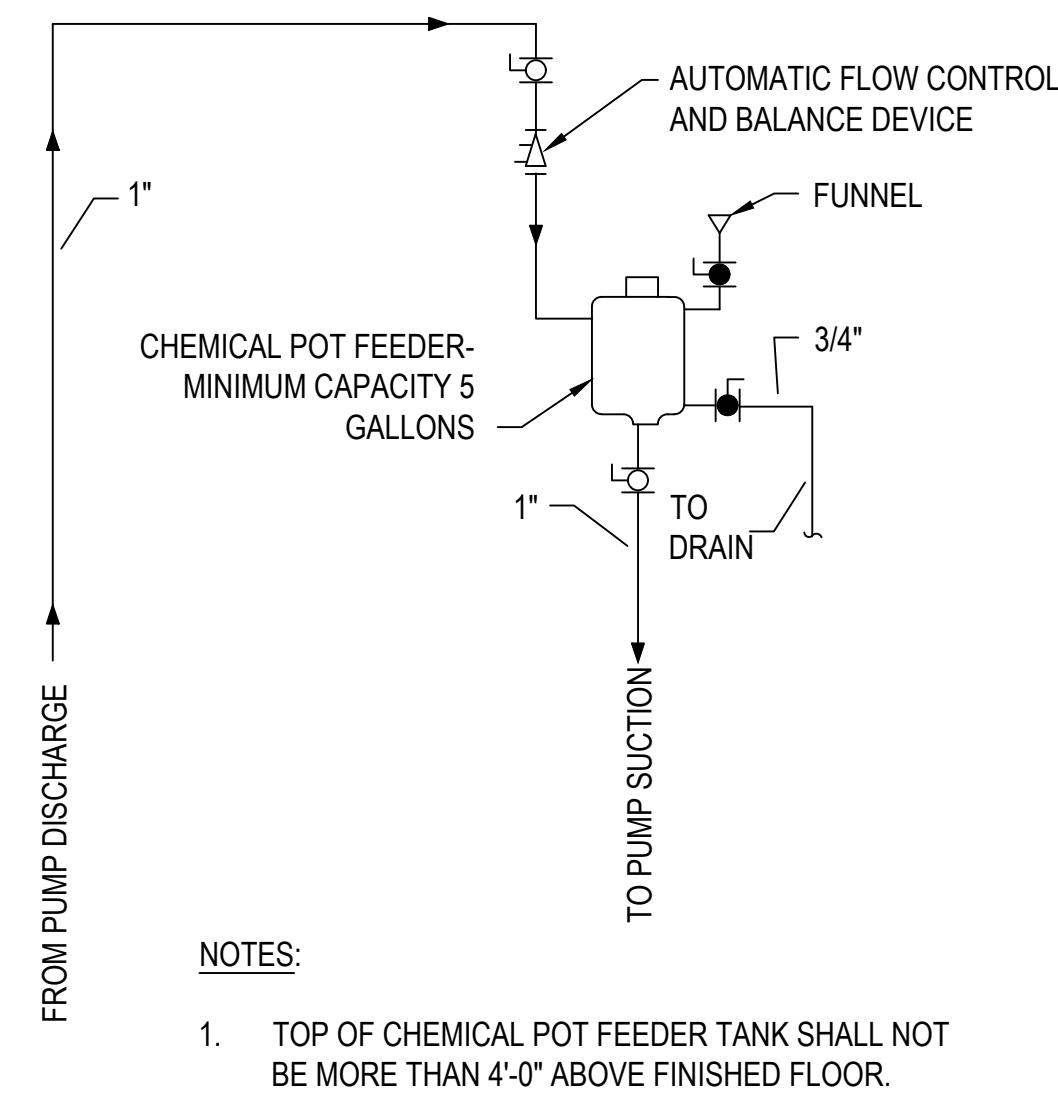 AUTOMATIC FLOW CONTROL
AND BALANCE DEVICE
1"
FUNNEL
CHEMICAL POT FEEDER-
MINIMUM CAPACITY 5
GALLONS
3/4"
1"
TO
DRAIN
FROM PUMP DISCHARGE
TO PUMP SUCTION
NOTES:
1. TOP OF CHEMICAL POT FEEDER TANK SHALL NOT
BE MORE THAN 4'-0" ABOVE FINISHED FLOOR.